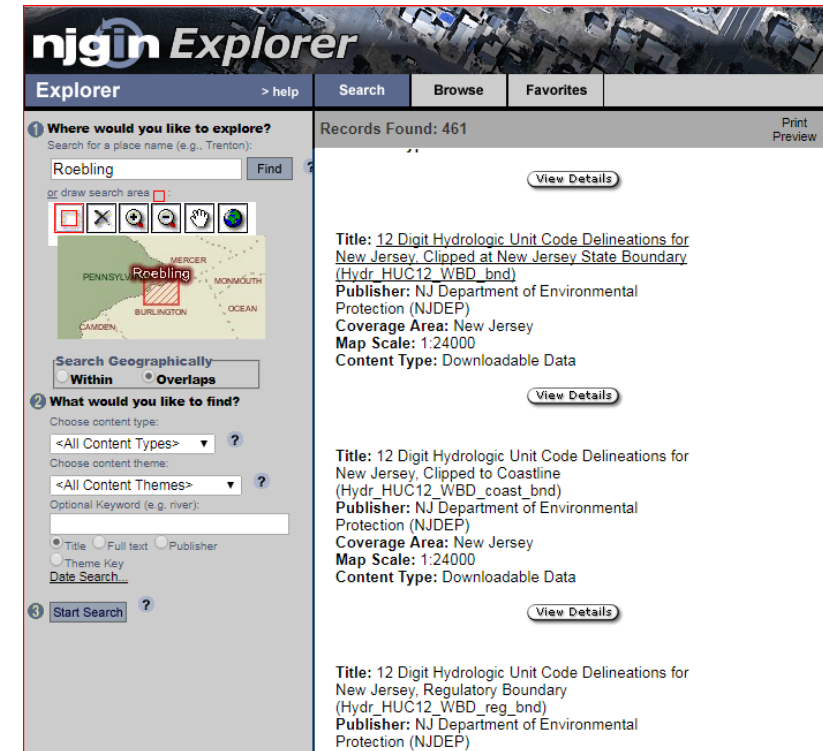 njgin Explorer
Explorer
> help
Search
Browse
Favorites
1 Where would you like to explore?
Search for a place name (e.g., Trenton):
Roebling
Find
?
or draw search area :
MERCER
PENNSYLV
Roebling
MONMOUTH
BURLINGTON
OCEAN
CAMDEN
Search Geographically
Within
Overlaps
2 What would you like to find?
Choose content type:
<All Content Types>
?
Choose content theme:
<All Content Themes>
?
Optional Keyword (e.g. river):
Title Full text Publisher
Theme Key
Date Search...
3 Start Search ?
Records Found: 461
Print
Preview
View Details
Title: 12 Digit Hydrologic Unit Code Delineations for
New Jersey, Clipped at New Jersey State Boundary
(Hydr_HUC12_WBD_bnd)
Publisher: NJ Department of Environmental
Protection (NJDEP)
Coverage Area: New Jersey
Map Scale: 1:24000
Content Type: Downloadable Data
View Details
Title: 12 Digit Hydrologic Unit Code Delineations for
New Jersey, Clipped to Coastline
(Hydr_HUC12_WBD_coast_bnd)
Publisher: NJ Department of Environmental
Protection (NJDEP)
Coverage Area: New Jersey
Map Scale: 1:24000
Content Type: Downloadable Data
View Details
Title: 12 Digit Hydrologic Unit Code Delineations for
New Jersey, Regulatory Boundary
(Hydr_HUC12_WBD_reg_bnd)
Publisher: NJ Department of Environmental
Protection (NJDEP)